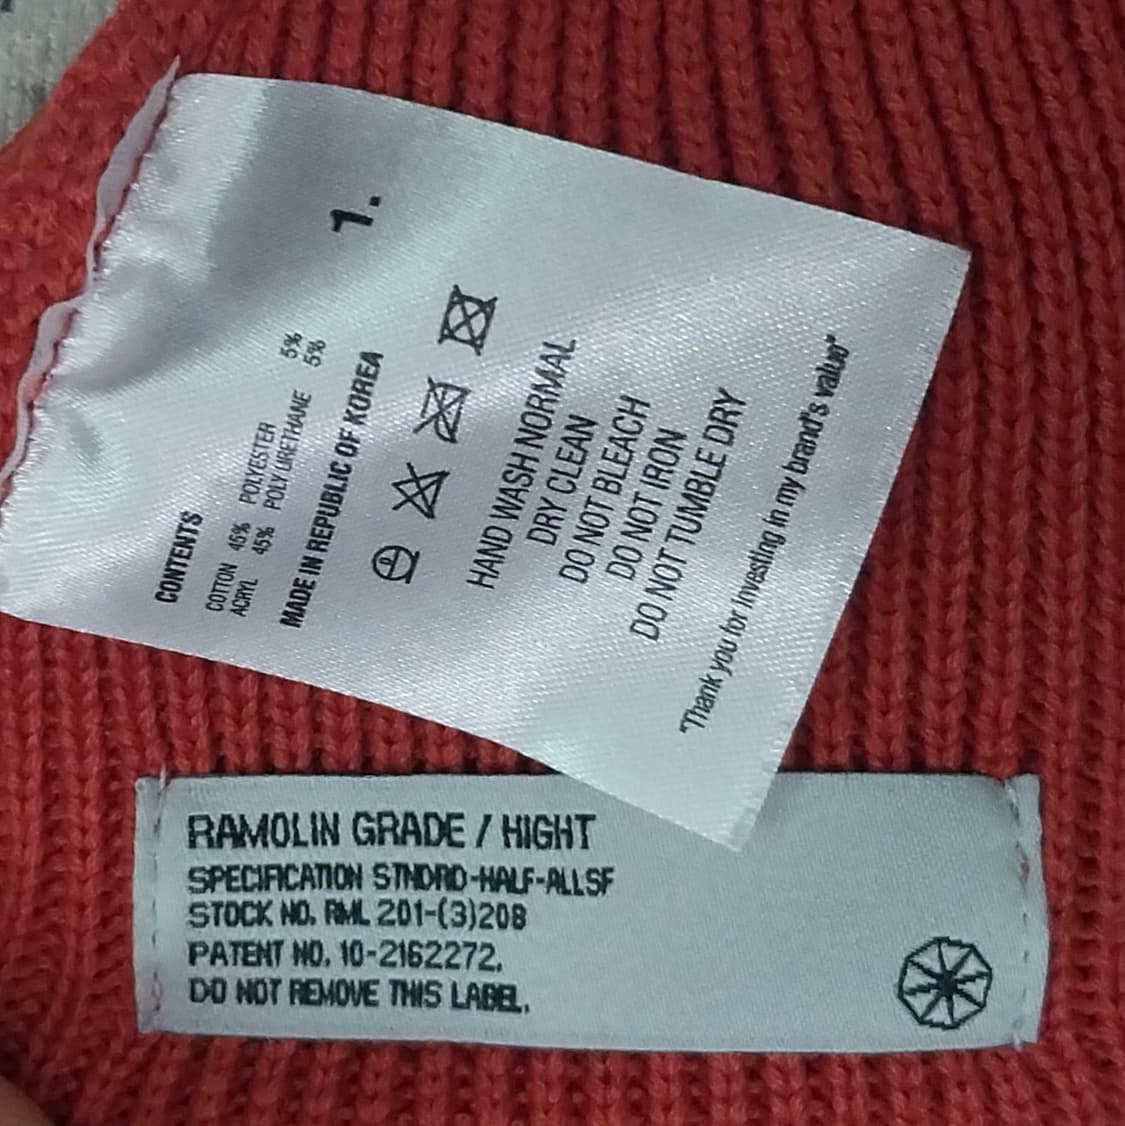 1.
CONTENTS
COTTON 45% POLYESTER 5%
ACRYL 45% POLYURETHANE 5%
MADE IN REPUBLIC OF KOREA
HAND WASH NORMAL
DRY CLEAN
DO NOT BLEACH
DO NOT IRON
DO NOT TUMBLE DRY
"Thank you for investing in my brand's value"
RAMOLIN GRADE / HIGHT
SPECIFICATION STNDRD-HALF-ALLSF
STOCK NO. RML 201-(3)208
PATENT NO. 10-2162272.
DO NOT REMOVE THIS LABEL.